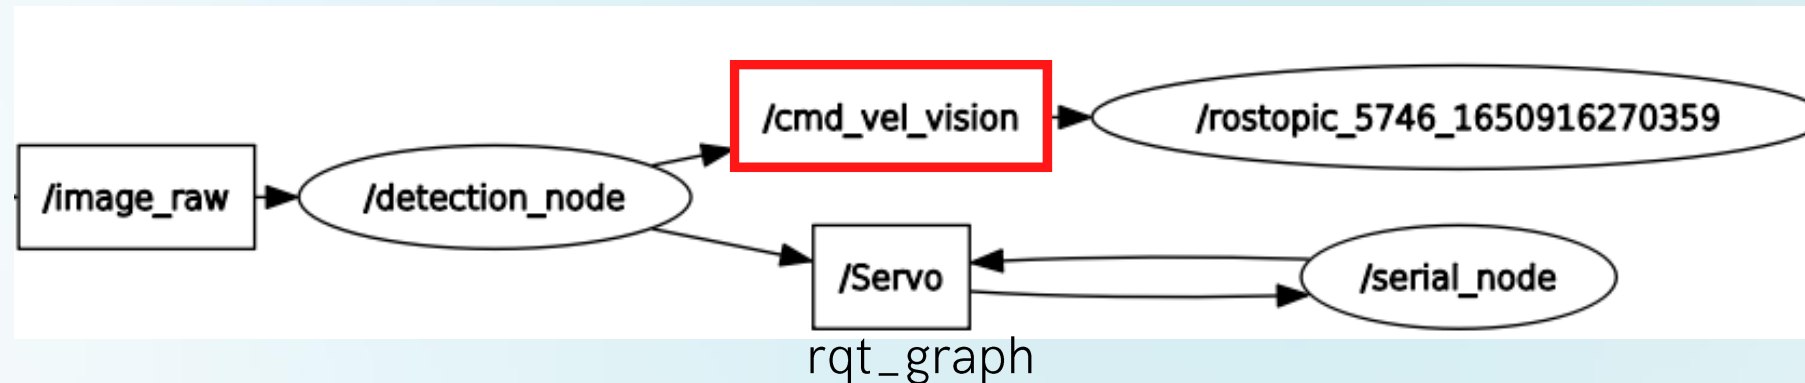 /cmd_vel_vision
/rostopic_5746_1650916270359
/image_raw
/detection_node
/Servo
/serial_node
rqt_graph